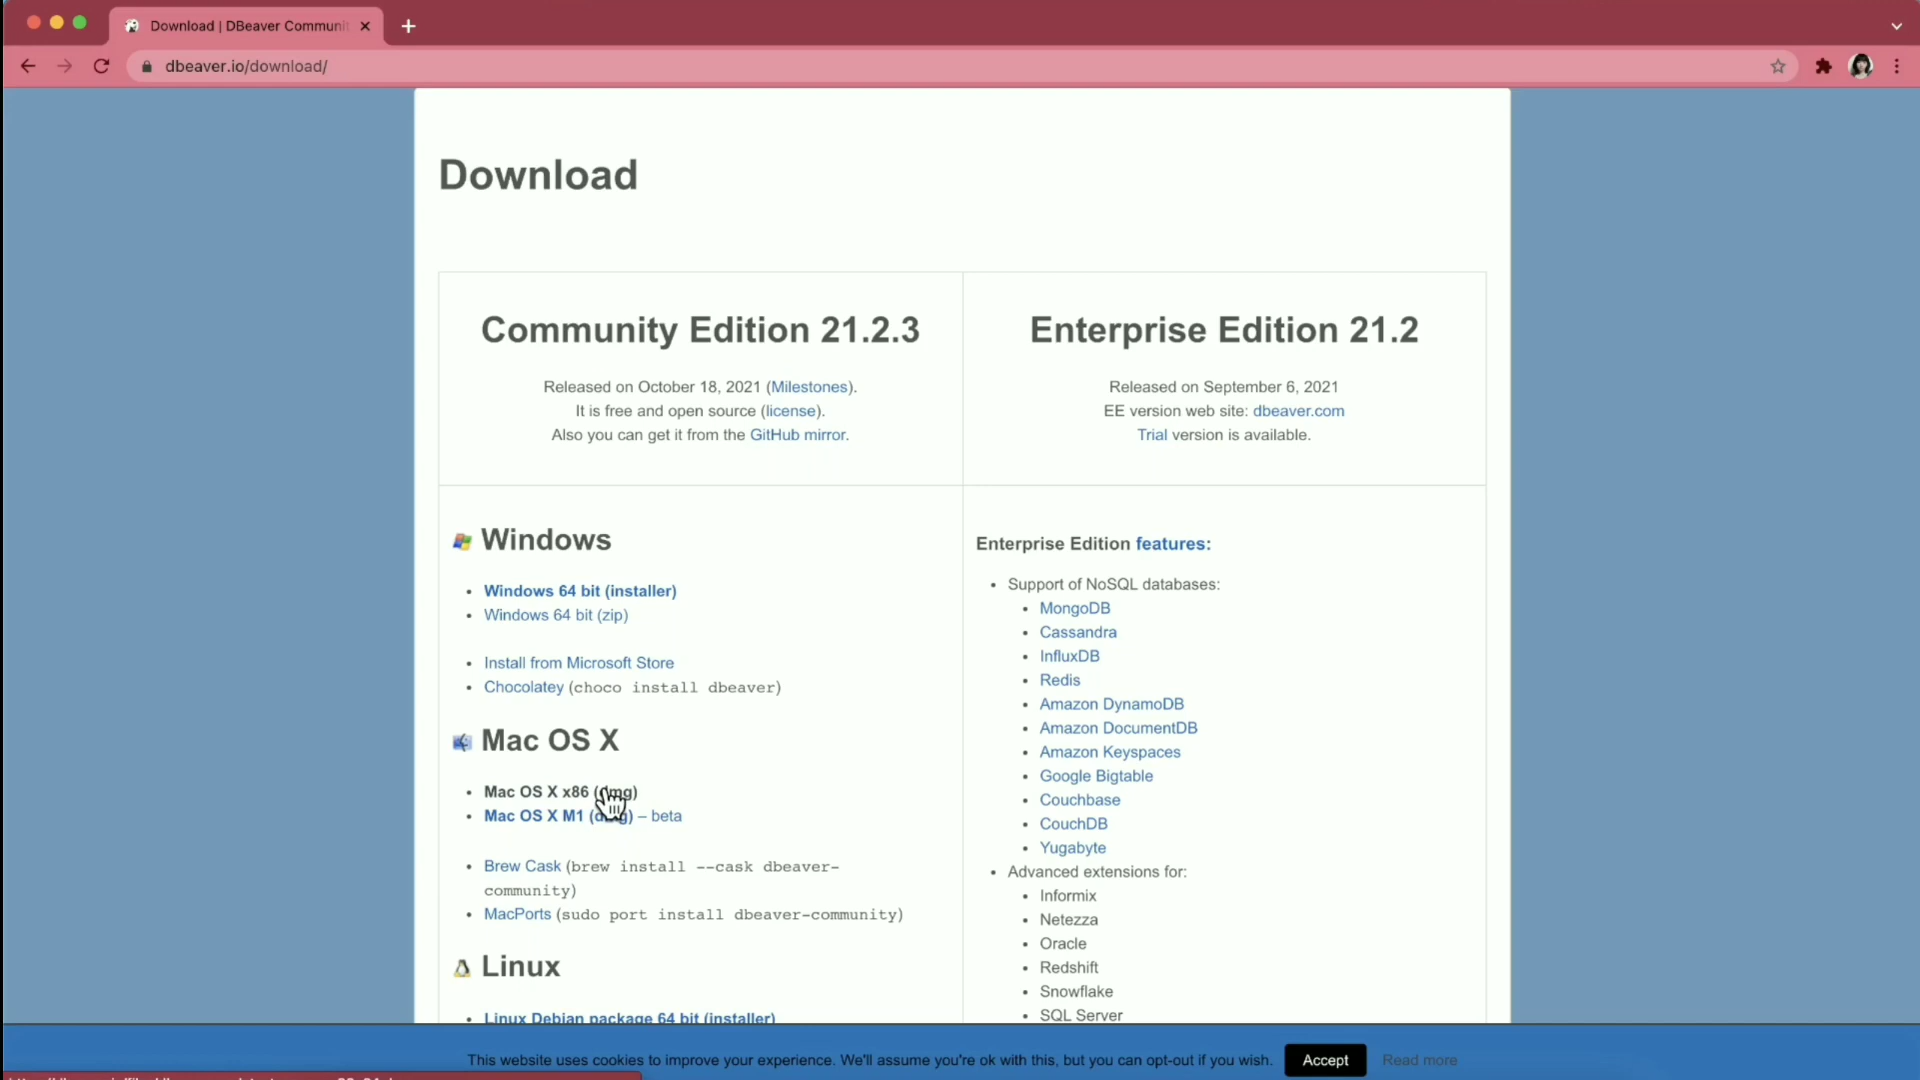 Download | DBeaver Communi
dbeaver.io/download/
Download
Community Edition 21.2.3
Released on October 18, 2021 (Milestones).
It is free and open source (license).
Also you can get it from the GitHub mirror.
Enterprise Edition 21.2
Released on September 6, 2021
EE version web site: dbeaver.com
Trial version is available.
Windows
• Windows 64 bit (installer)
• Windows 64 bit (zip)
• Install from Microsoft Store
• Chocolatey (choco install dbeaver)
Mac OS X
• Mac OS X x86 (dmg)
• Mac OS X M1 (dmg) – beta
• Brew Cask (brew install --cask dbeaver-
community)
• MacPorts (sudo port install dbeaver-community)
Linux
• Linux Debian package 64 bit (installer)
Enterprise Edition features:
• Support of NoSQL databases:
• MongoDB
• Cassandra
• InfluxDB
• Redis
• Amazon DynamoDB
• Amazon DocumentDB
• Amazon Keyspaces
• Google Bigtable
• Couchbase
• CouchDB
• Yugabyte
• Advanced extensions for:
• Informix
• Netezza
• Oracle
• Redshift
• Snowflake
• SQL Server
This website uses cookies to improve your experience. We'll assume you're ok with this, but you can opt-out if you wish. Accept Read more